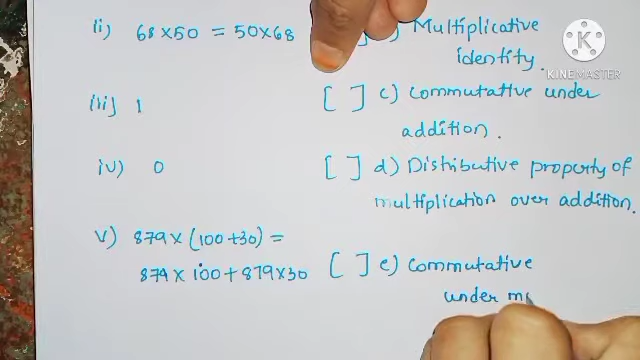 ii) 68 × 50 = 50 × 68 ] ) Multiplicative
identity.
KINEMASTER
iii) 1 [ ] c) Commutative under
addition.
iv) 0 [ ] d) Distributive property of
multiplication over addition.
v) 879 × (100 + 30) =
879 × 100 + 879 × 30 [ ] e) Commutative
under m